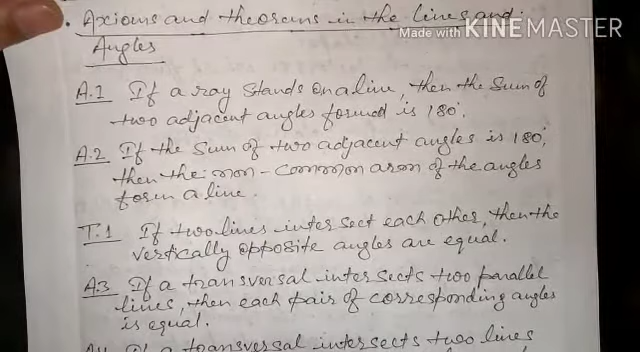 Axioms and theorems in the lines and
Angles
Made with KINEMASTER
A.1 If a ray stands on a line, then the sum of
two adjacent angles formed is 180°.
A.2 If the sum of two adjacent angles is 180°,
then the non-common arm of the angles
form a line.
T.1 If two lines intersect each other, then the
vertically opposite angles are equal.
A.3 If a transversal intersects two parallel
lines, then each pair of corresponding angles
is equal.
A4 If a transversal intersects two lines